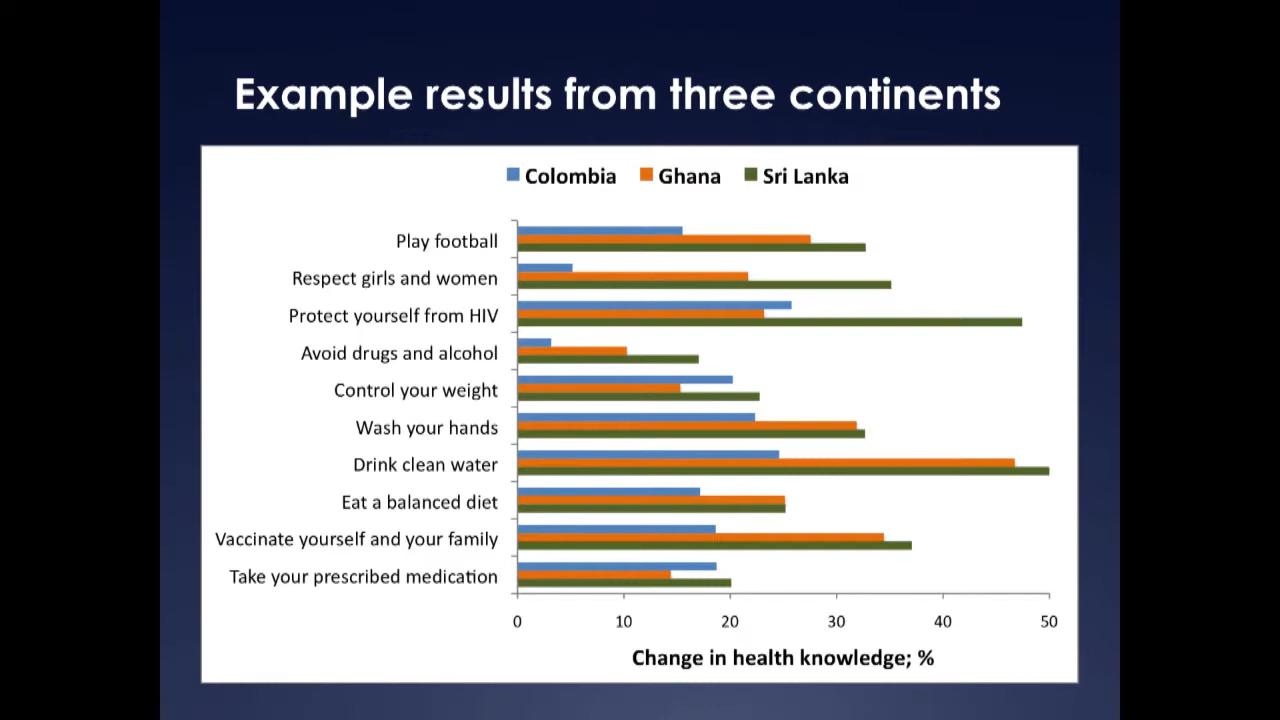 Example results from three continents
Colombia Ghana Sri Lanka
Play football
Respect girls and women
Protect yourself from HIV
Avoid drugs and alcohol
Control your weight
Wash your hands
Drink clean water
Eat a balanced diet
Vaccinate yourself and your family
Take your prescribed medication
0 10 20 30 40 50
Change in health knowledge; %